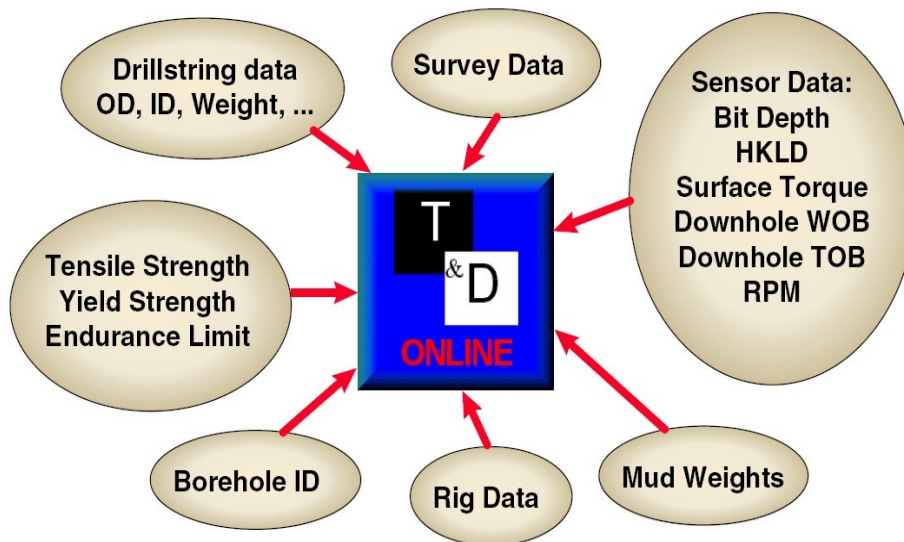 Drillstring data
OD, ID, Weight, ...
Survey Data
Sensor Data:
Bit Depth
HKLD
Surface Torque
Downhole WOB
Downhole TOB
RPM
T
&
D
ONLINE
Tensile Strength
Yield Strength
Endurance Limit
Borehole ID
Rig Data
Mud Weights